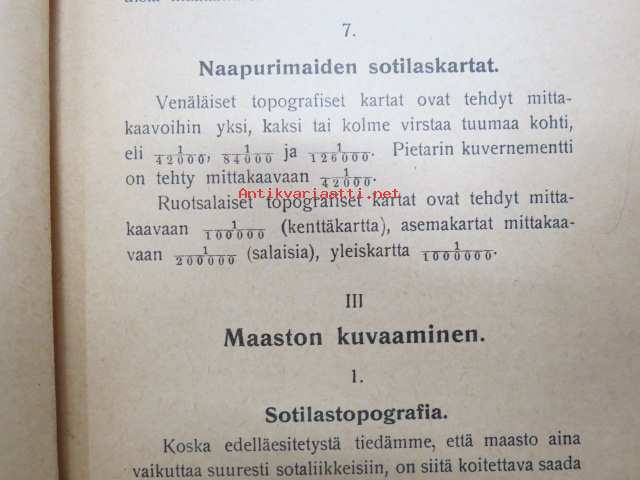 7.
Naapurimaiden sotilaskartat.
Venäläiset topografiset kartat ovat tehdyt mitta-
kaavoihin yksi, kaksi tai kolme virstaa tuumaa kohti,
eli 1/42000, 1/84000 ja 1/126000. Pietarin kuvernementti
on tehty mittakaavaan 1/42000.
Antikvariaatti.net
Ruotsalaiset topografiset kartat ovat tehdyt mitta-
kaavaan 1/100000 (kenttäkartta), asemakartat mittakaa-
vaan 1/200000 (salaisia), yleiskartta 1/1000000.
III
Maaston kuvaaminen.
1.
Sotilastopografia.
Koska edelläesitetystä tiedämme, että maasto aina
vaikuttaa suuresti sotaliikkeisiin, on siitä koitettava saada